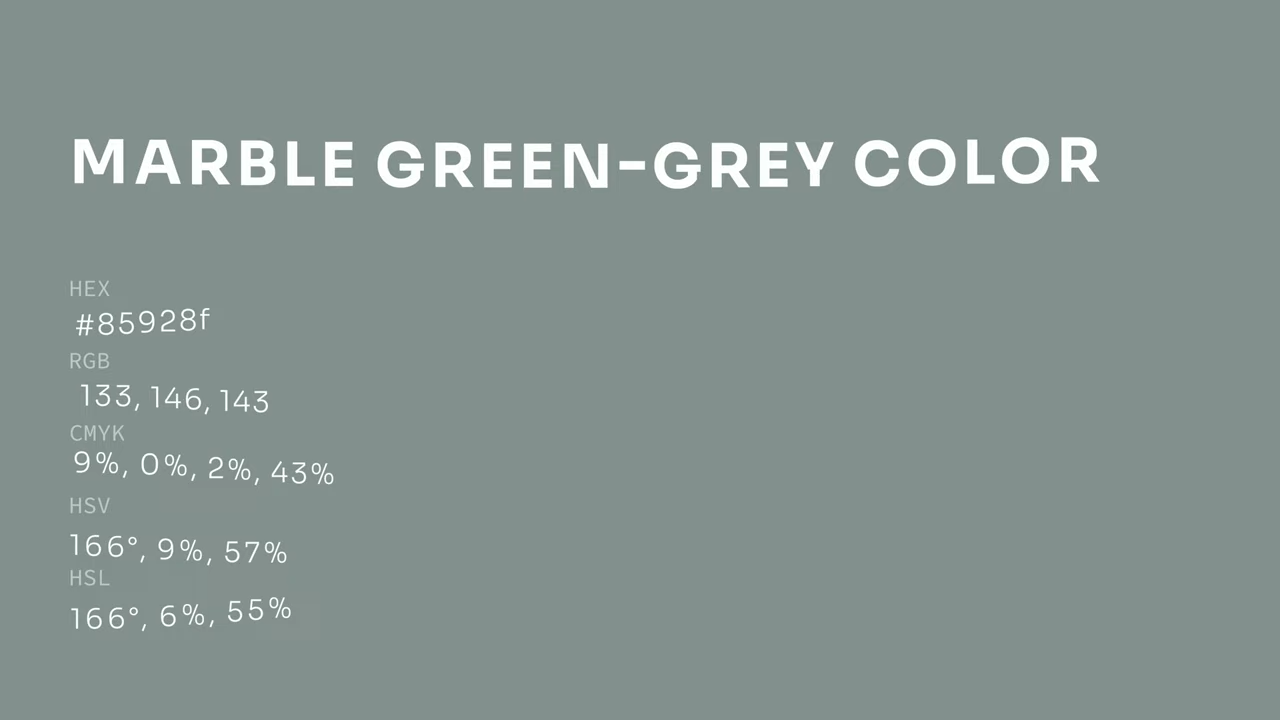 MARBLE GREEN-GREY COLOR
HEX
#85928f
RGB
133, 146, 143
CMYK
9%, 0%, 2%, 43%
HSV
166°, 9%, 57%
HSL
166°, 6%, 55%